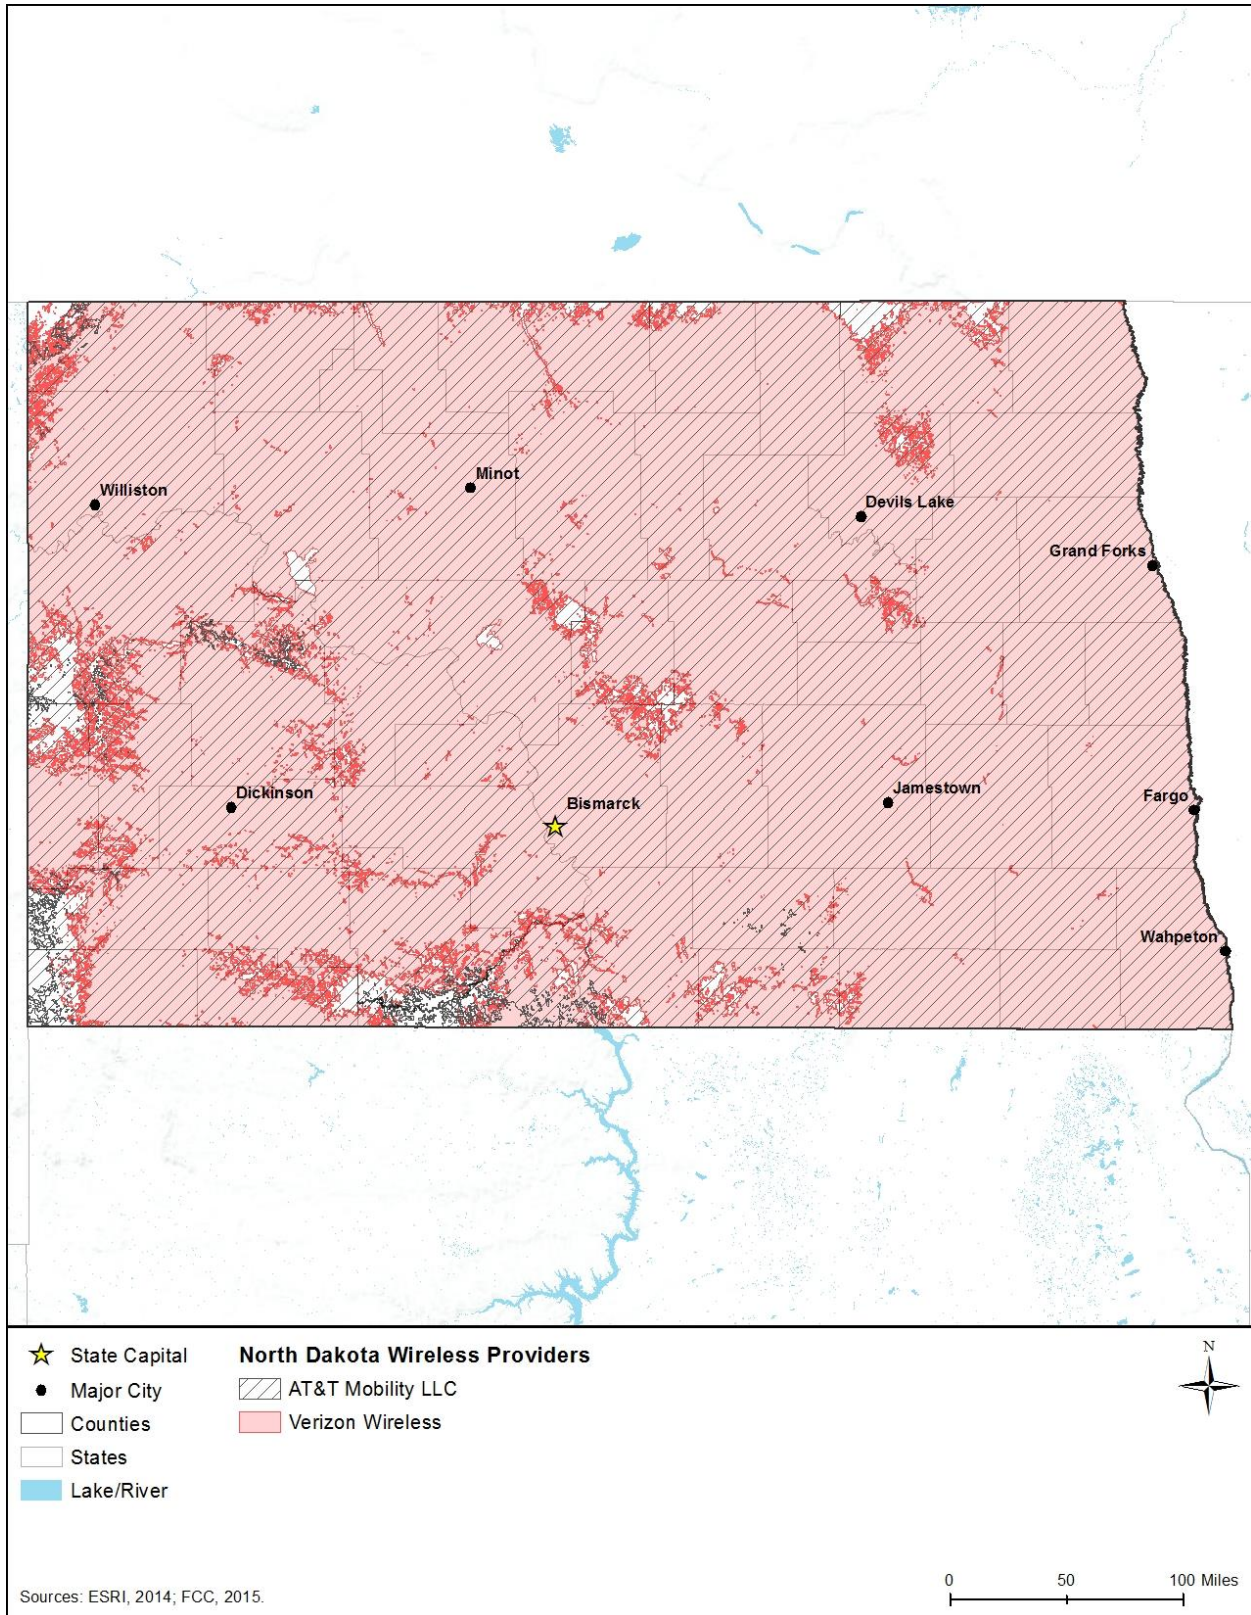 Williston
Minot
Devils Lake
Grand Forks
Dickinson
Bismarck
Jamestown
Fargo
Wahpeton
State Capital
Major City
Counties
States
Lake/River
North Dakota Wireless Providers
AT&T Mobility LLC
Verizon Wireless
N
Sources: ESRI, 2014; FCC, 2015.
0 50 100 Miles